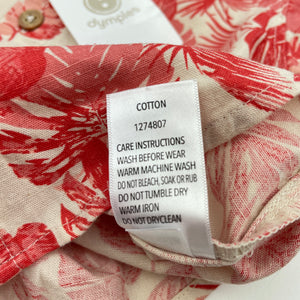 dymples
COTTON
1274807
CARE INSTRUCTIONS
WASH BEFORE WEAR
WARM MACHINE WASH
DO NOT BLEACH, SOAK OR RUB
DO NOT TUMBLE DRY
WARM IRON
DO NOT DRYCLEAN